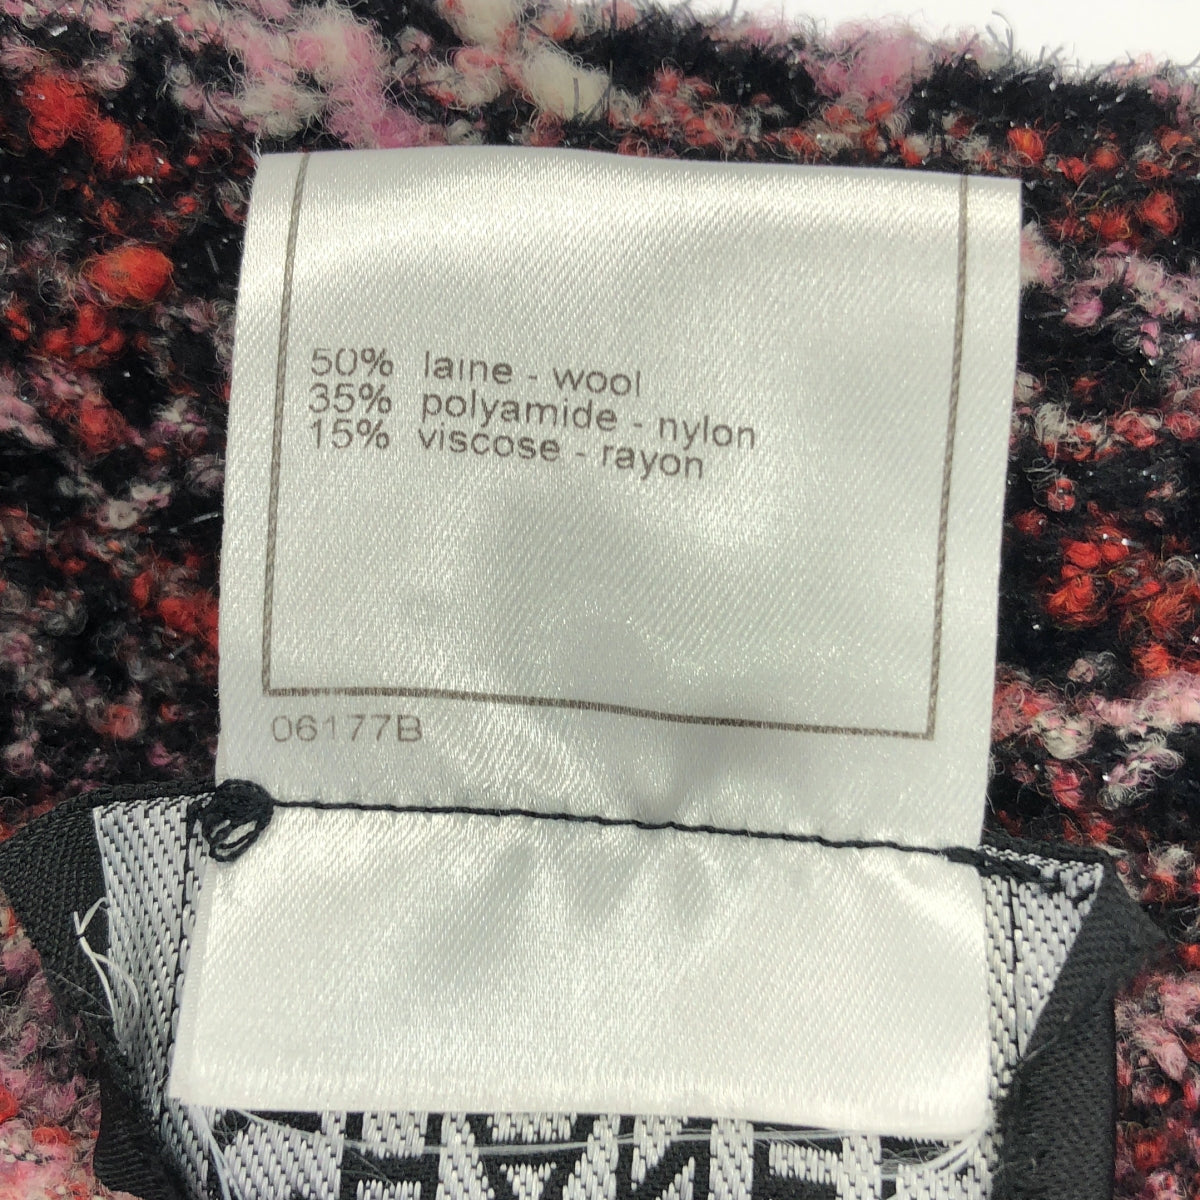 50% laine - wool
35% polyamide - nylon
15% viscose - rayon
06177B